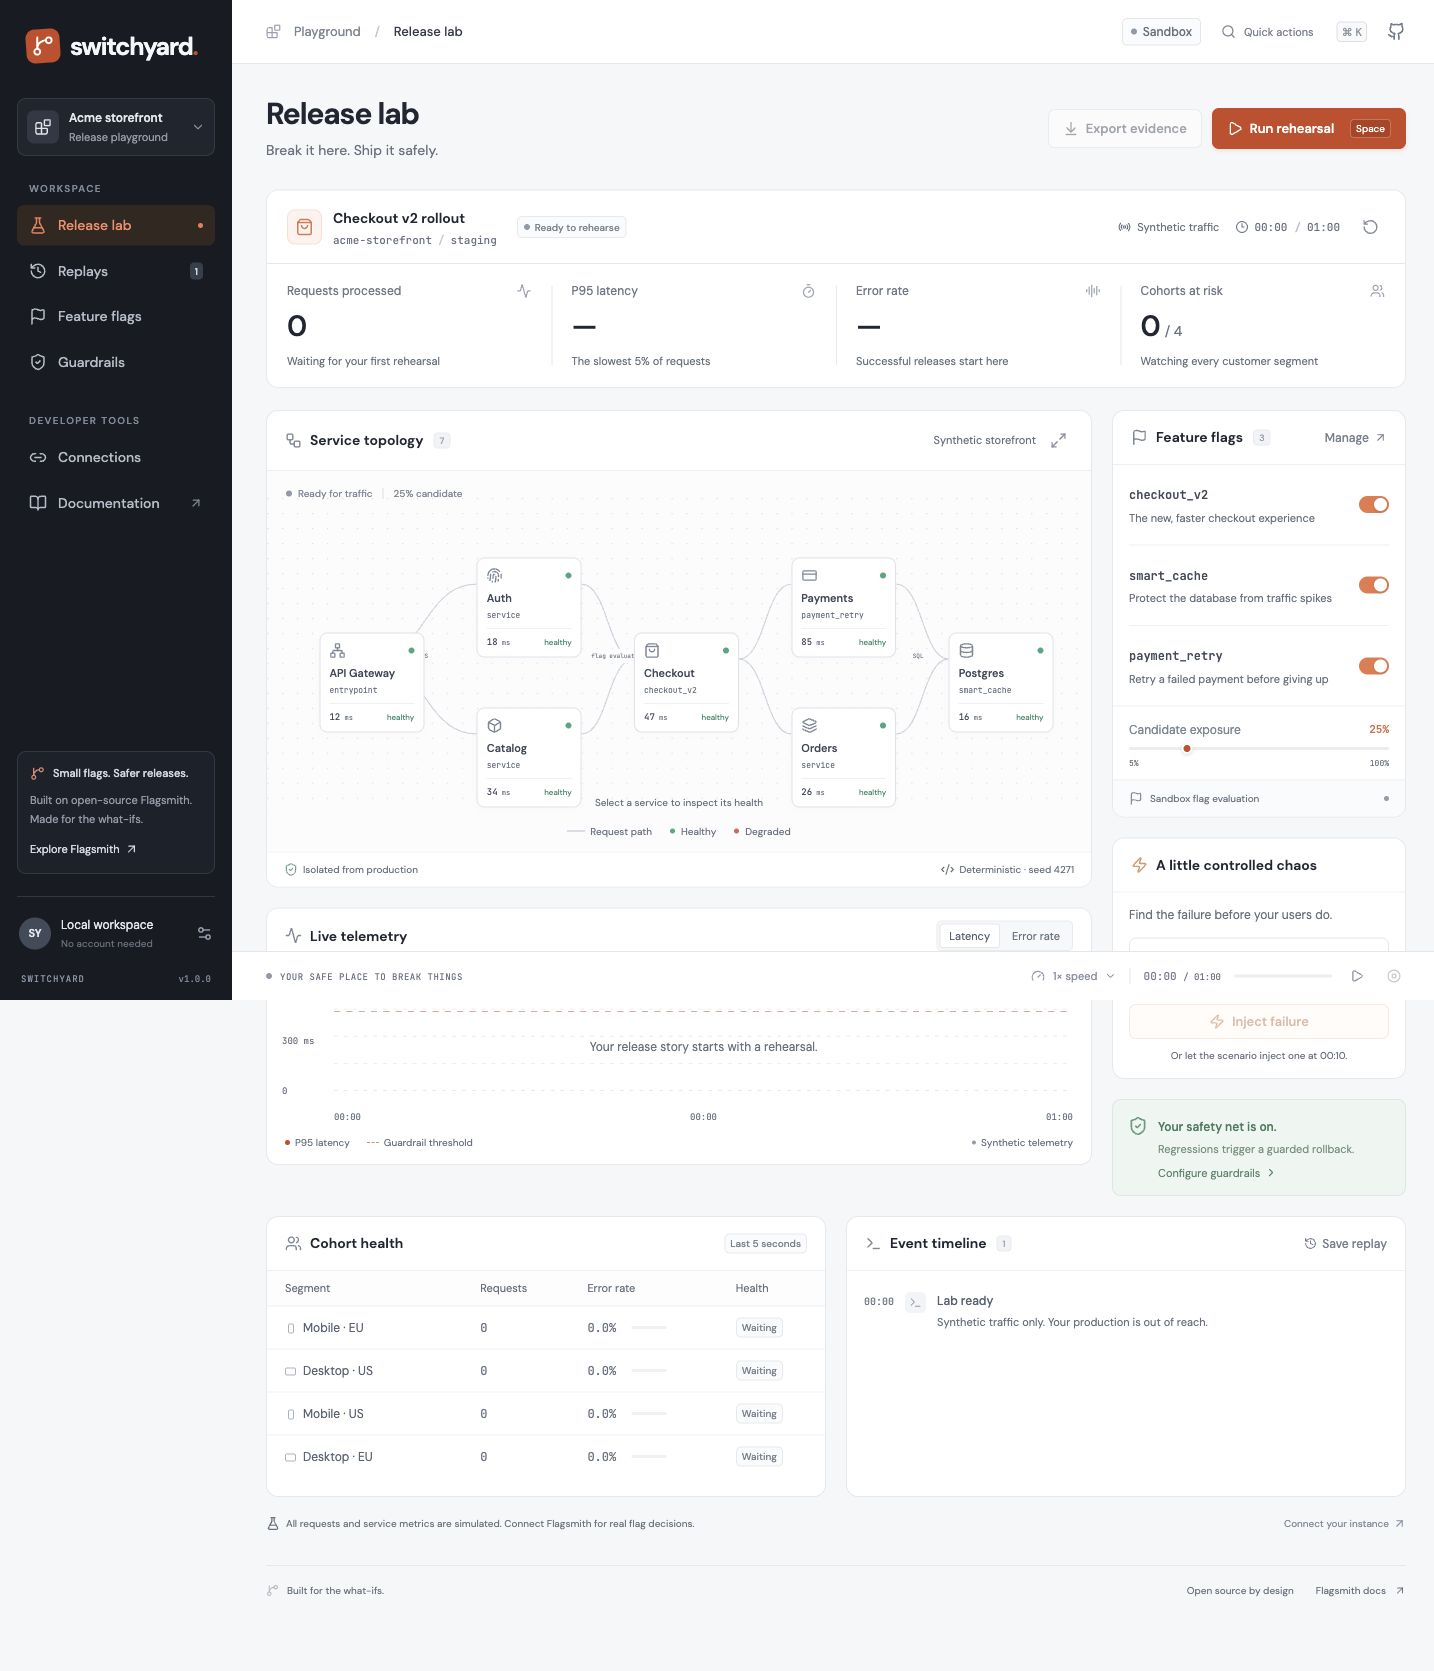 switchyard.
Acme storefront
Release playground
WORKSPACE
Release lab
Replays 1
Feature flags
Guardrails
DEVELOPER TOOLS
Connections
Documentation
Small flags. Safer releases.
Built on open-source Flagsmith.
Made for the what-ifs.
Explore Flagsmith
SY Local workspace
No account needed
SWITCHYARD v1.0.0
Playground / Release lab
Sandbox Quick actions ⌘ K
Release lab
Break it here. Ship it safely.
Export evidence Run rehearsal Space
Checkout v2 rollout
acme-storefront / staging
Ready to rehearse
Synthetic traffic 00:00 / 01:00
Requests processed
0
Waiting for your first rehearsal
P95 latency
—
The slowest 5% of requests
Error rate
—
Successful releases start here
Cohorts at risk
0 / 4
Watching every customer segment
Service topology 7
Synthetic storefront
Ready for traffic 25% candidate
Auth
service
18 ms healthy
Payments
payment_retry
85 ms healthy
API Gateway
entrypoint
12 ms healthy
flag evaluat
Checkout
checkout_v2
47 ms healthy
SQL
Postgres
smart_cache
16 ms healthy
Catalog
service
34 ms healthy
Orders
service
26 ms healthy
Select a service to inspect its health
Request path Healthy Degraded
Isolated from production
Deterministic · seed 4271
Feature flags 3
Manage
checkout_v2
The new, faster checkout experience
smart_cache
Protect the database from traffic spikes
payment_retry
Retry a failed payment before giving up
Candidate exposure 25%
5% 100%
Sandbox flag evaluation
A little controlled chaos
Find the failure before your users do.
Live telemetry
Latency Error rate
YOUR SAFE PLACE TO BREAK THINGS
1× speed 00:00 / 01:00
300 ms
Your release story starts with a rehearsal.
0
00:00 00:00 01:00
P95 latency Guardrail threshold
Synthetic telemetry
Inject failure
Or let the scenario inject one at 00:10.
Your safety net is on.
Regressions trigger a guarded rollback.
Configure guardrails
Cohort health
Last 5 seconds
Segment Requests Error rate Health
Mobile · EU 0 0.0% Waiting
Desktop · US 0 0.0% Waiting
Mobile · US 0 0.0% Waiting
Desktop · EU 0 0.0% Waiting
Event timeline 1
Save replay
00:00 Lab ready
Synthetic traffic only. Your production is out of reach.
All requests and service metrics are simulated. Connect Flagsmith for real flag decisions.
Connect your instance
Built for the what-ifs.
Open source by design Flagsmith docs